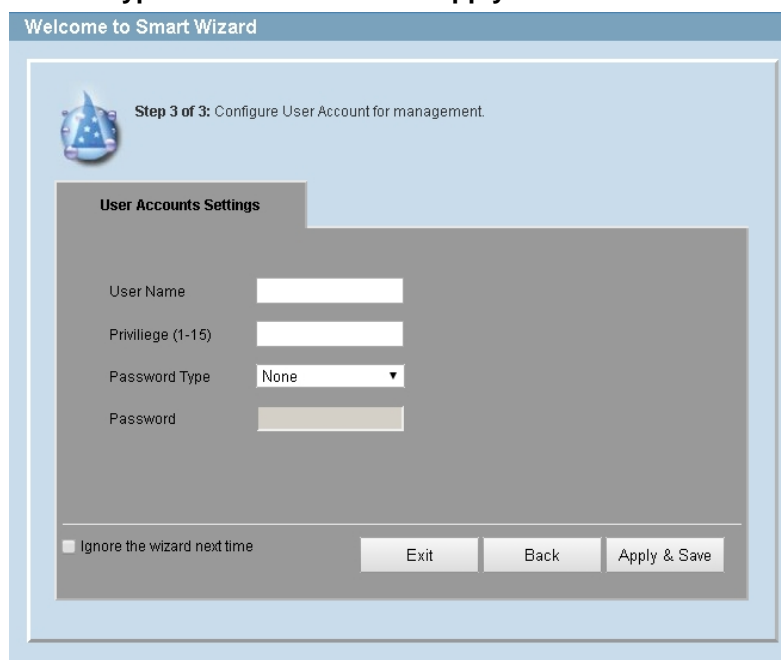 Welcome to Smart Wizard
Step 3 of 3: Configure User Account for management.
User Accounts Settings
User Name
Priviliege (1-15)
Password Type
None
Password
Ignore the wizard next time
Exit
Back
Apply & Save